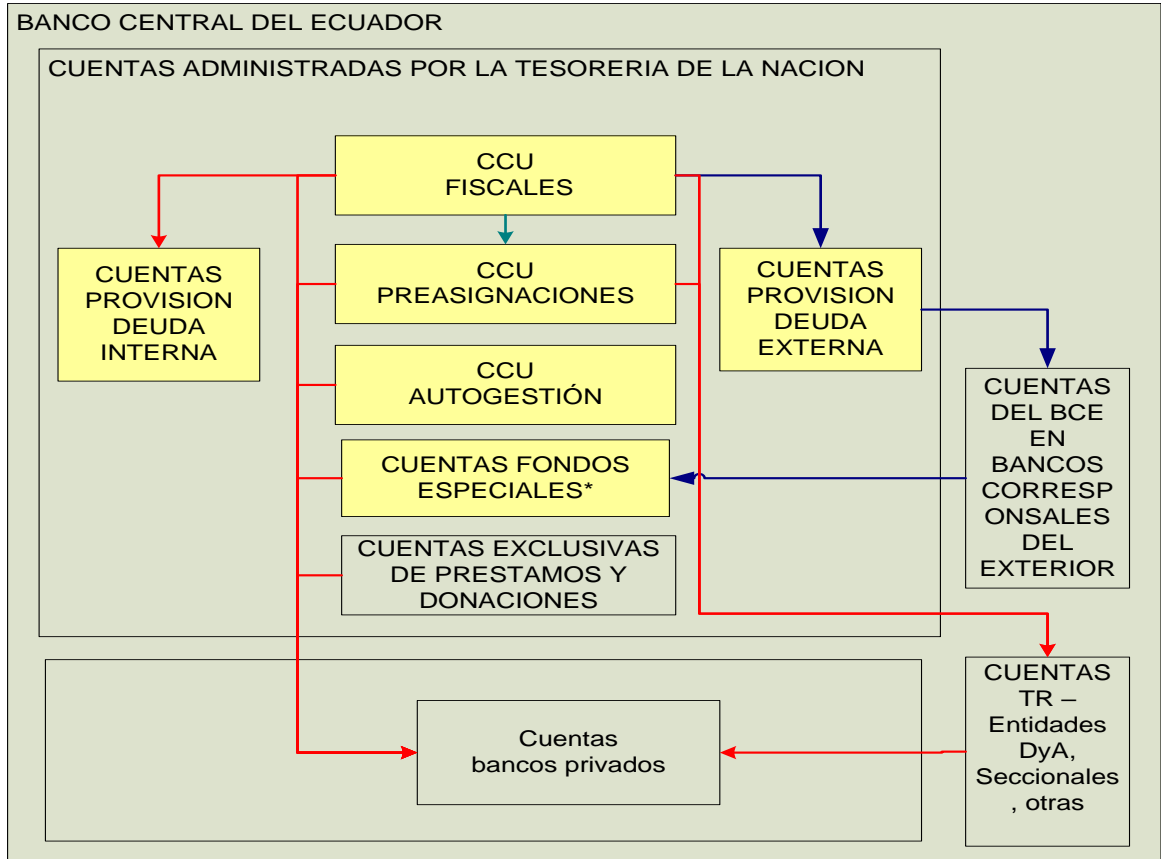 BANCO CENTRAL DEL ECUADOR
CUENTAS ADMINISTRADAS POR LA TESORERIA DE LA NACION
CCU
FISCALES
CUENTAS
PROVISION
DEUDA
INTERNA
CCU
PREASIGNACIONES
CUENTAS
PROVISION
DEUDA
EXTERNA
CCU
AUTOGESTIÓN
CUENTAS FONDOS
ESPECIALES*
CUENTAS EXCLUSIVAS
DE PRESTAMOS Y
DONACIONES
CUENTAS
DEL BCE
EN
BANCOS
CORRESP
ONSALES
DEL
EXTERIOR
Cuentas
bancos privados
CUENTAS
TR –
Entidades
DyA,
Seccionales
, otras